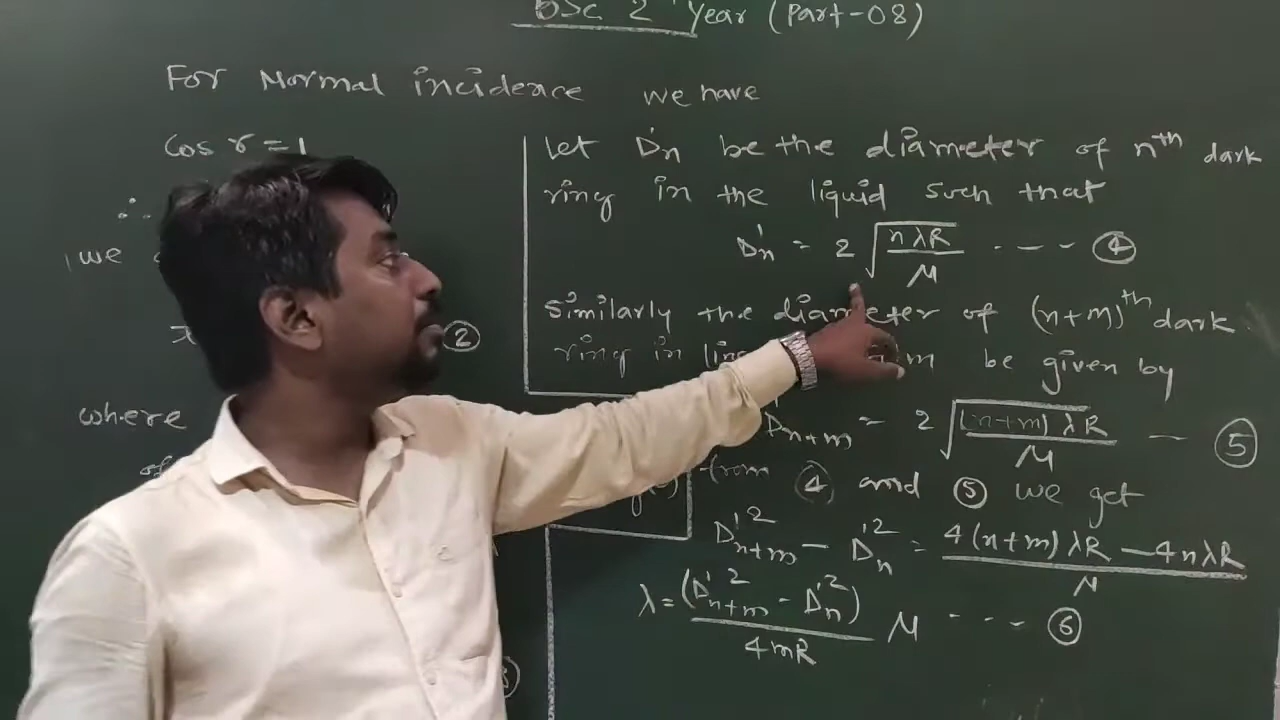 BSc 2 Year (Part-08)
For Normal incidence we have
cos r = 1
∴
we
②
where
of
Let D'n be the diameter of nth dark
ring in the liquid such that
D'n = 2 √(nλR/μ) ---- ④
Similarly the diameter of (n+m)th dark
ring in be given by
D'n+m = 2 √((n+m)λR/μ) — ⑤
from ④ and ⑤ we get
D'²n+m - D'²n = (4(n+m)λR - 4nλR)/μ
λ = (D'²n+m - D'²n)/4mR μ ---- ⑥